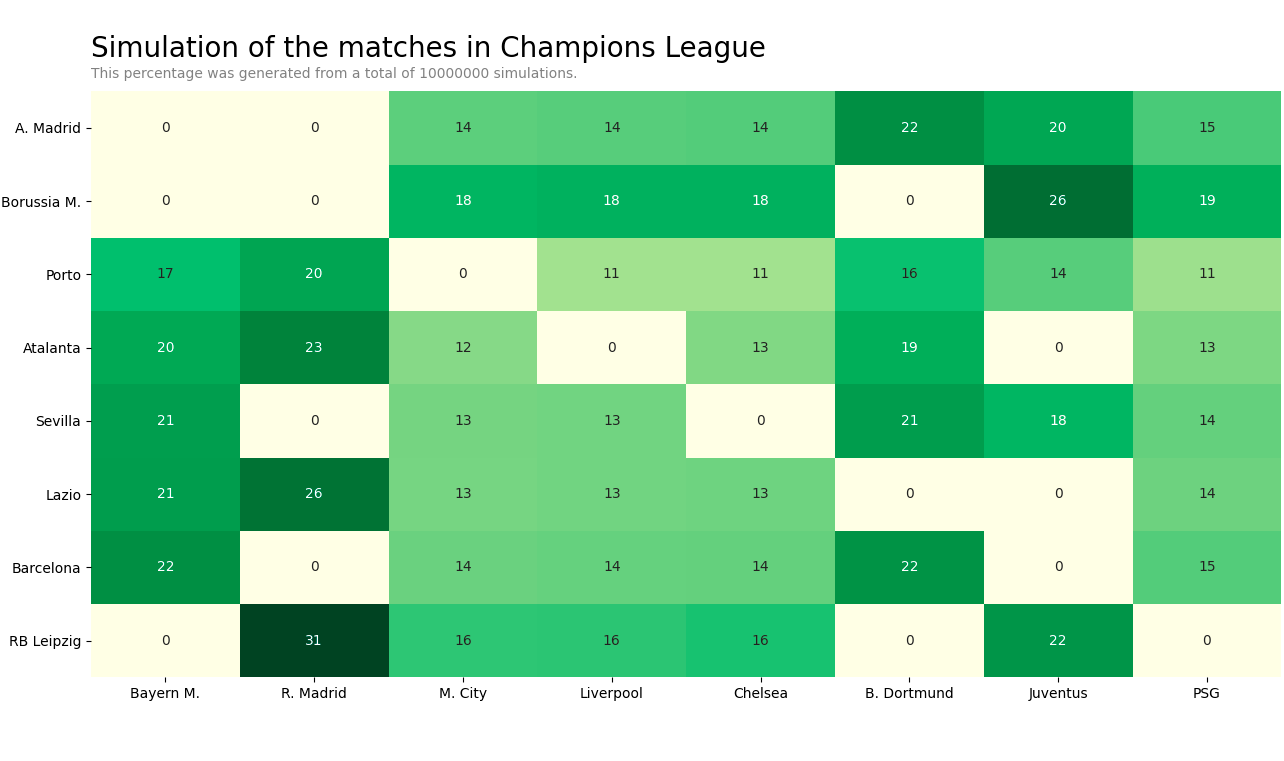 Simulation of the matches in Champions League
This percentage was generated from a total of 10000000 simulations.
A. Madrid 0 0 14 14 14 22 20 15
Borussia M. 0 0 18 18 18 0 26 19
Porto 17 20 0 11 11 16 14 11
Atalanta 20 23 12 0 13 19 0 13
Sevilla 21 0 13 13 0 21 18 14
Lazio 21 26 13 13 13 0 0 14
Barcelona 22 0 14 14 14 22 0 15
RB Leipzig 0 31 16 16 16 0 22 0
Bayern M. R. Madrid M. City Liverpool Chelsea B. Dortmund Juventus PSG